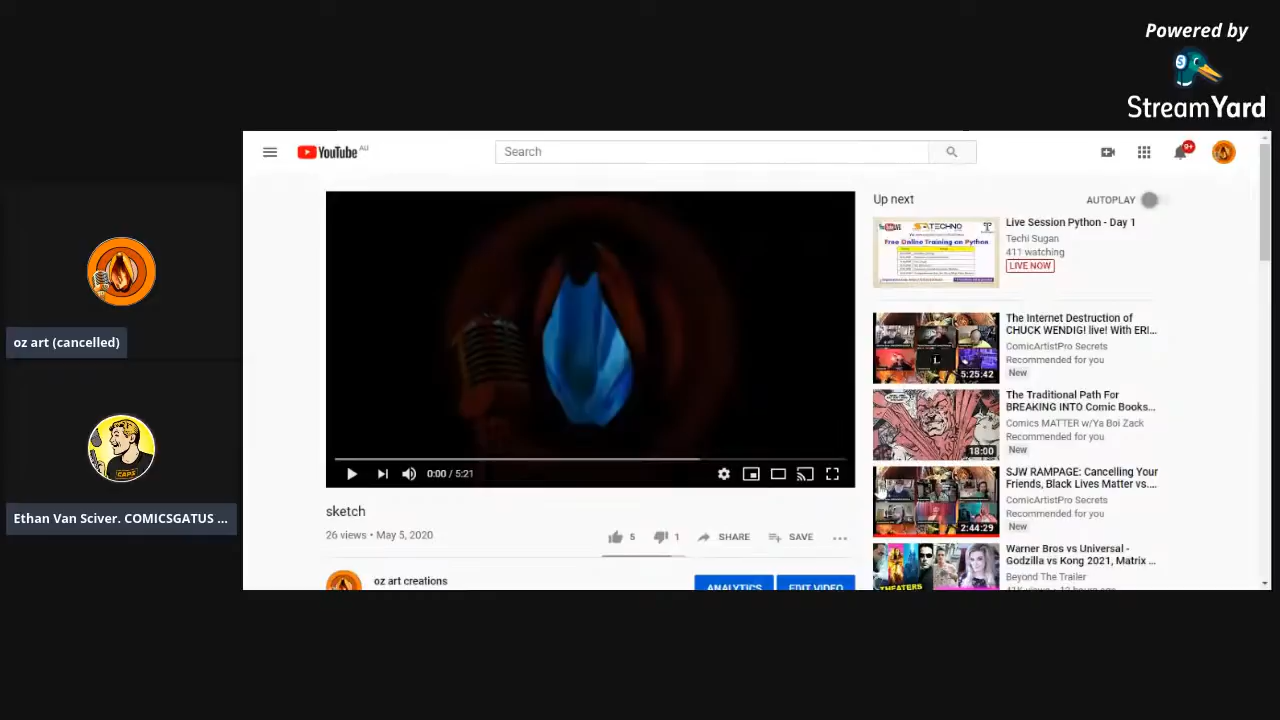 Powered by
StreamYard
YouTube AU
Search
9+
Up next
AUTOPLAY
Free Online Training on Python
Live Session Python - Day 1
Techi Sugan
411 watching
LIVE NOW
The Internet Destruction of
CHUCK WENDIG! live! With ERI...
ComicArtistPro Secrets
Recommended for you
New
5:25:42
The Traditional Path For
BREAKING INTO Comic Books...
Comics MATTER w/Ya Boi Zack
Recommended for you
New
18:00
SJW RAMPAGE: Cancelling Your
Friends, Black Lives Matter vs....
ComicArtistPro Secrets
Recommended for you
New
2:44:29
Warner Bros vs Universal -
Godzilla vs Kong 2021, Matrix ...
Beyond The Trailer
THEATERS
oz art (cancelled)
CAPS
Ethan Van Sciver. COMICSGATUS ...
0:00 / 5:21
sketch
26 views • May 5, 2020
5
1
SHARE
SAVE
oz art creations
ANALYTICS
EDIT VIDEO